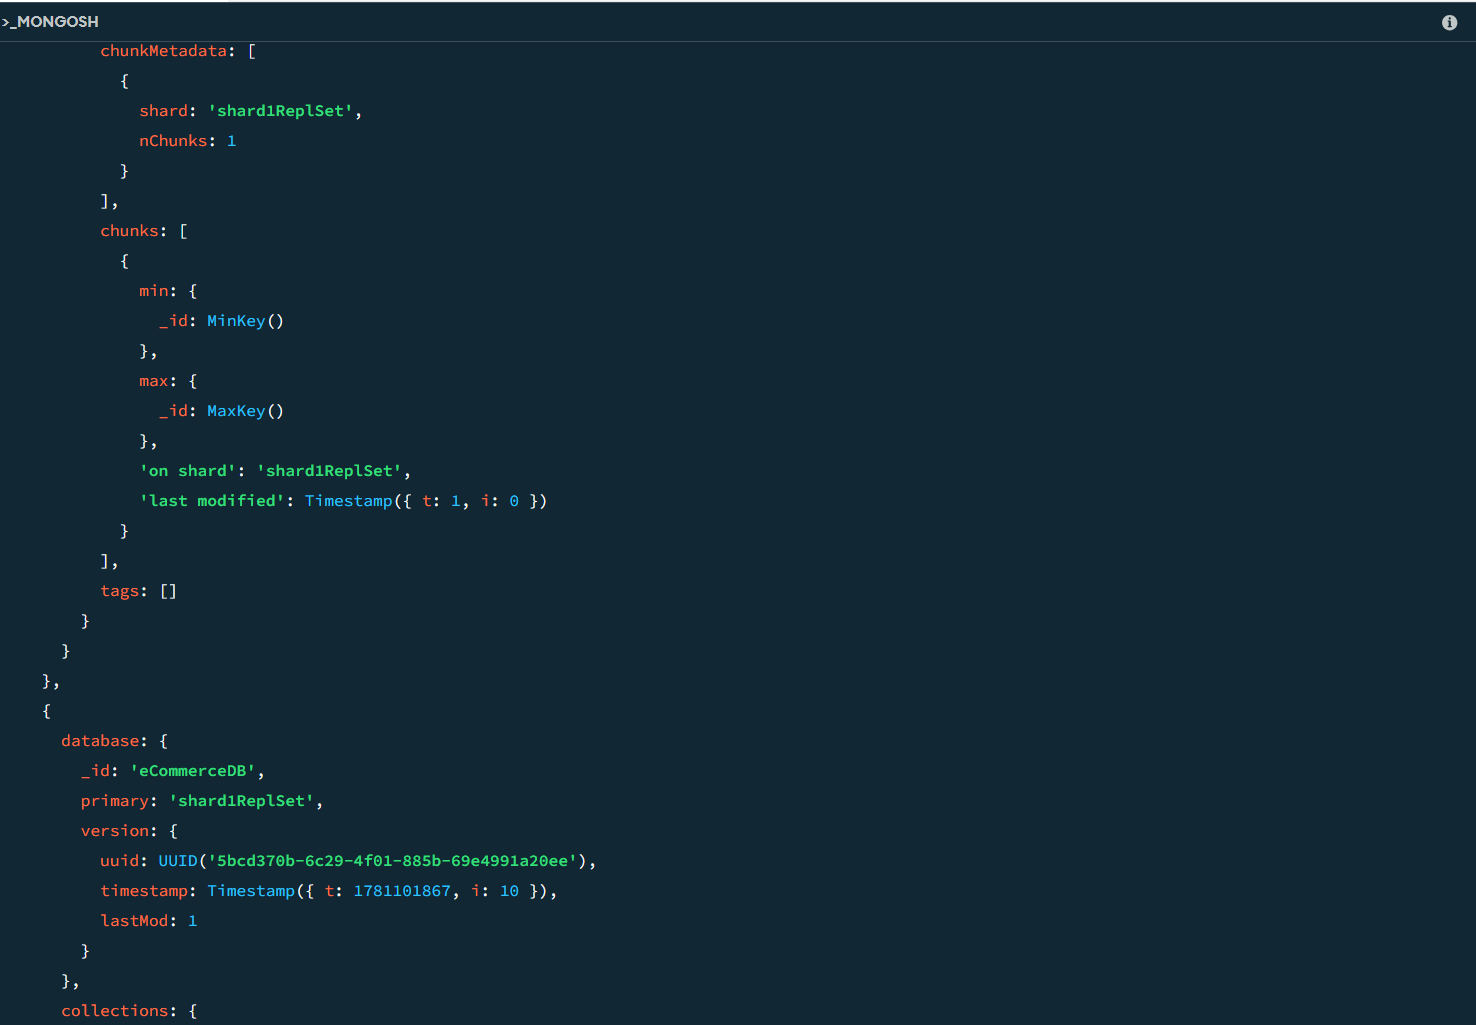 >_MONGOSH
chunkMetadata: [
{
shard: 'shard1ReplSet',
nChunks: 1
}
],
chunks: [
{
min: {
_id: MinKey()
},
max: {
_id: MaxKey()
},
'on shard': 'shard1ReplSet',
'last modified': Timestamp({ t: 1, i: 0 })
}
],
tags: []
}
}
},
{
database: {
_id: 'eCommerceDB',
primary: 'shard1ReplSet',
version: {
uuid: UUID('5bcd370b-6c29-4f01-885b-69e4991a20ee'),
timestamp: Timestamp({ t: 1781101867, i: 10 }),
lastMod: 1
}
},
collections: {